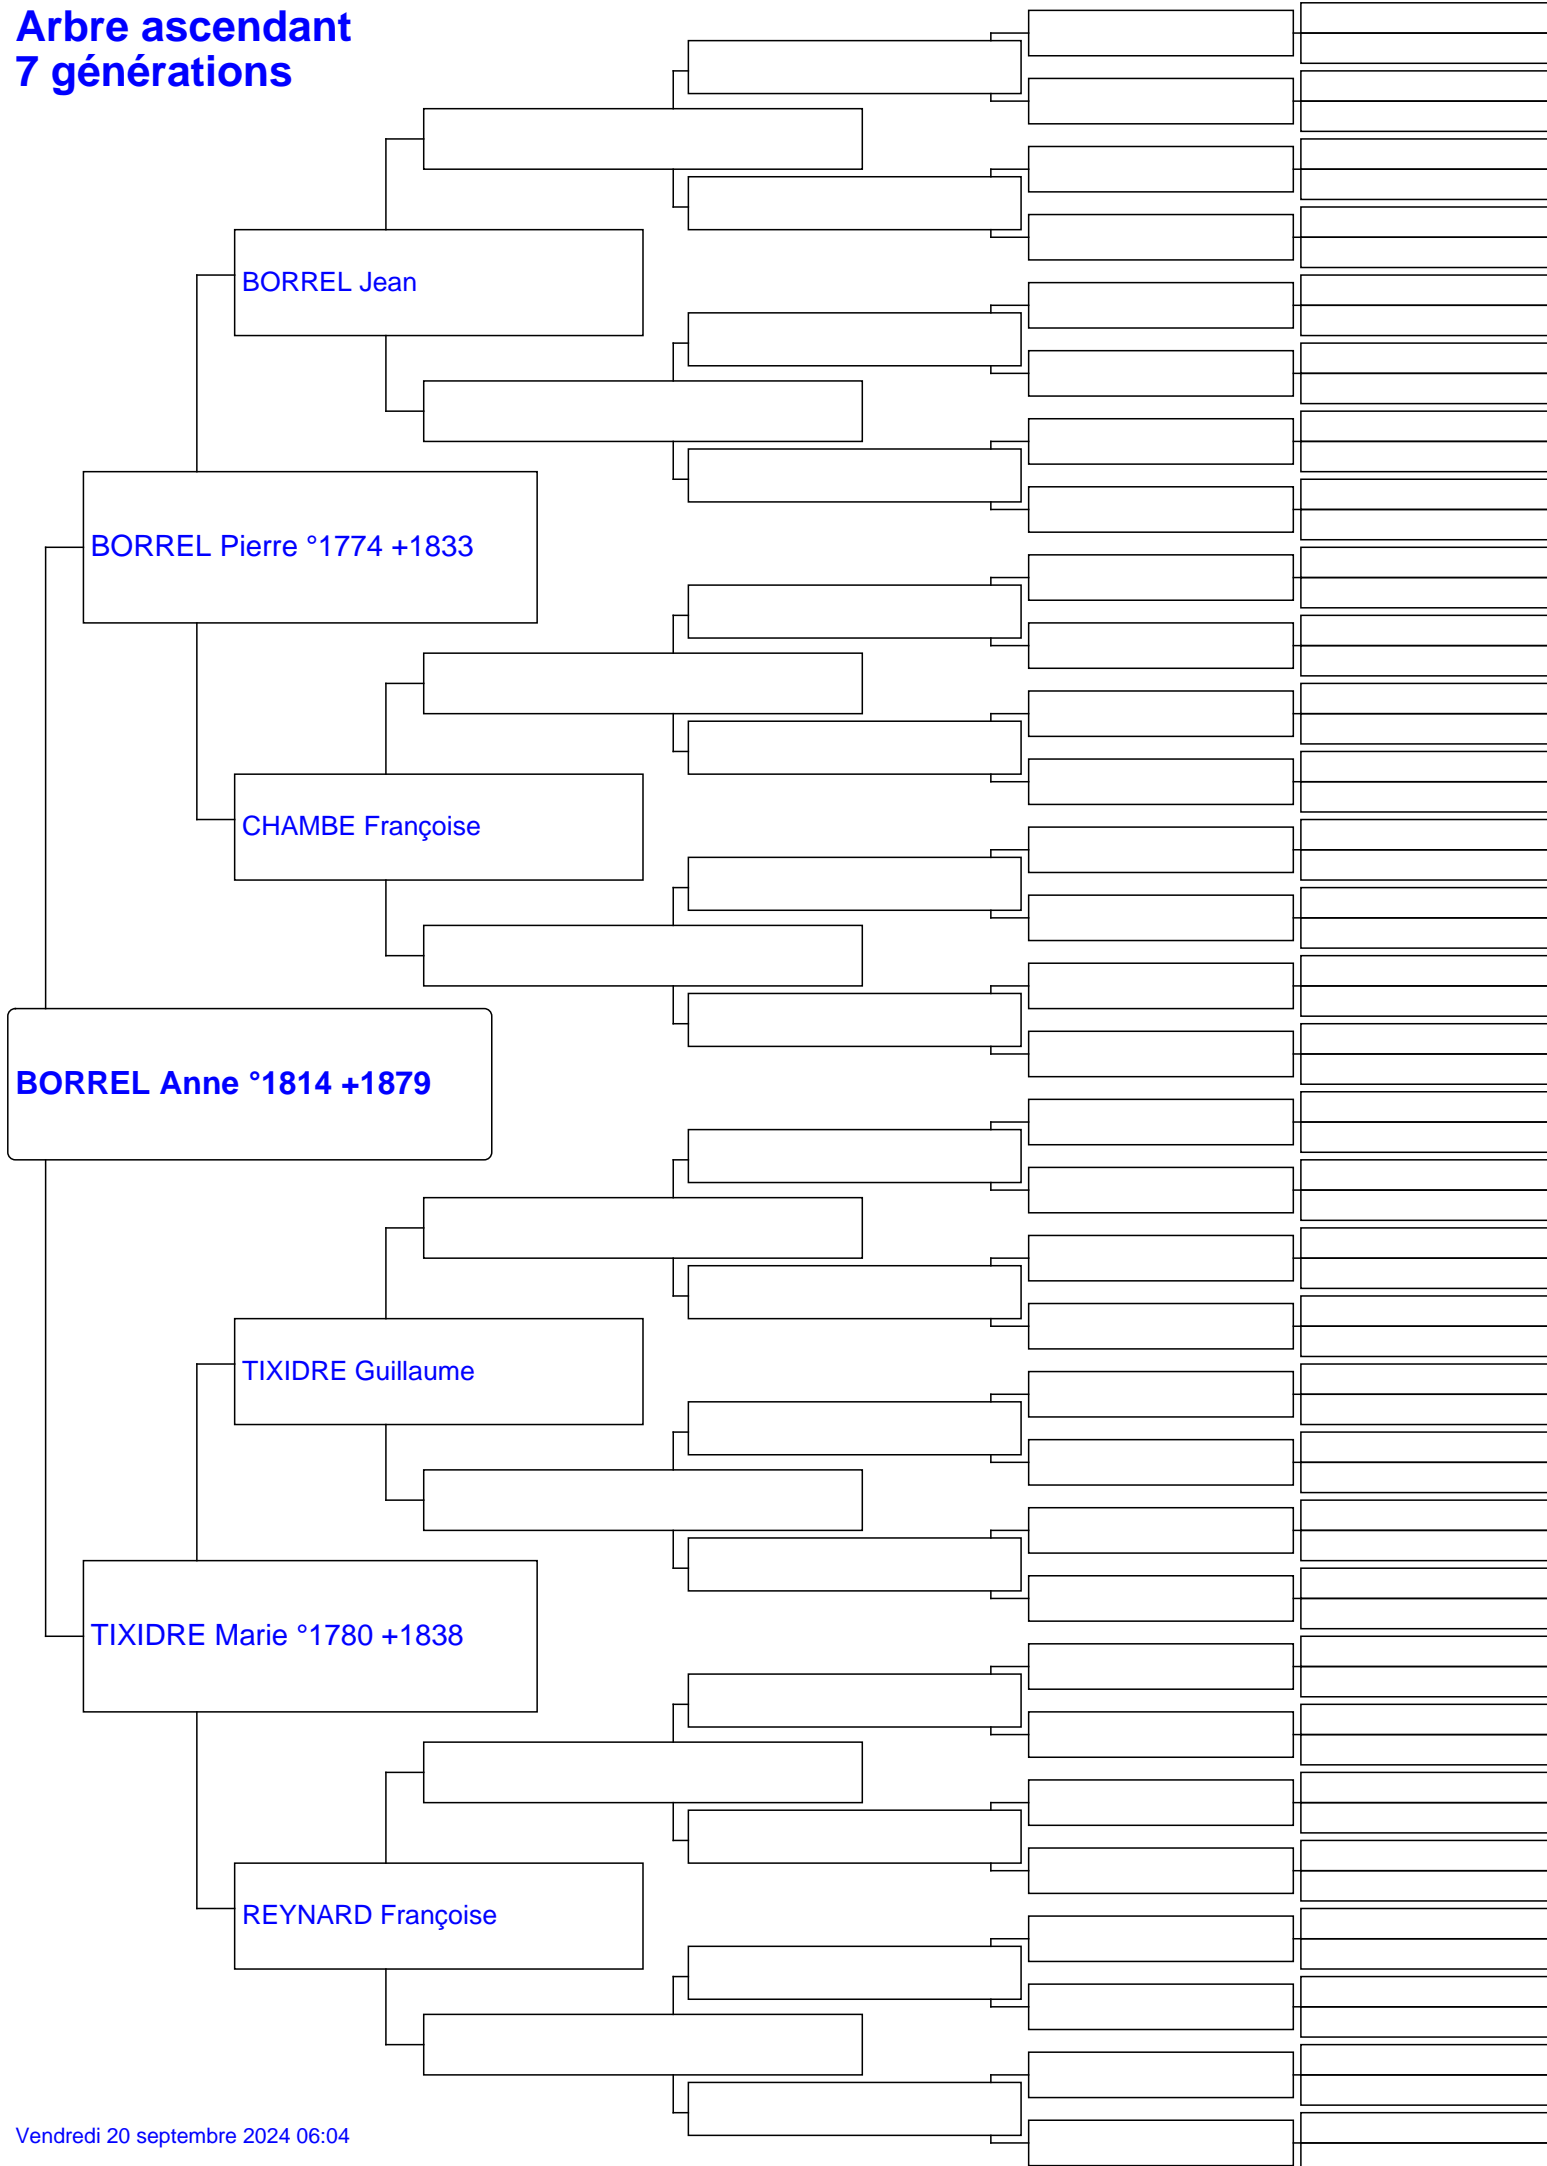 Arbre ascendant
7 générations
BORREL Jean
BORREL Pierre °1774 +1833
CHAMBE Françoise
BORREL Anne °1814 +1879
TIXIDRE Guillaume
TIXIDRE Marie °1780 +1838
REYNARD Françoise
Vendredi 20 septembre 2024 06:04